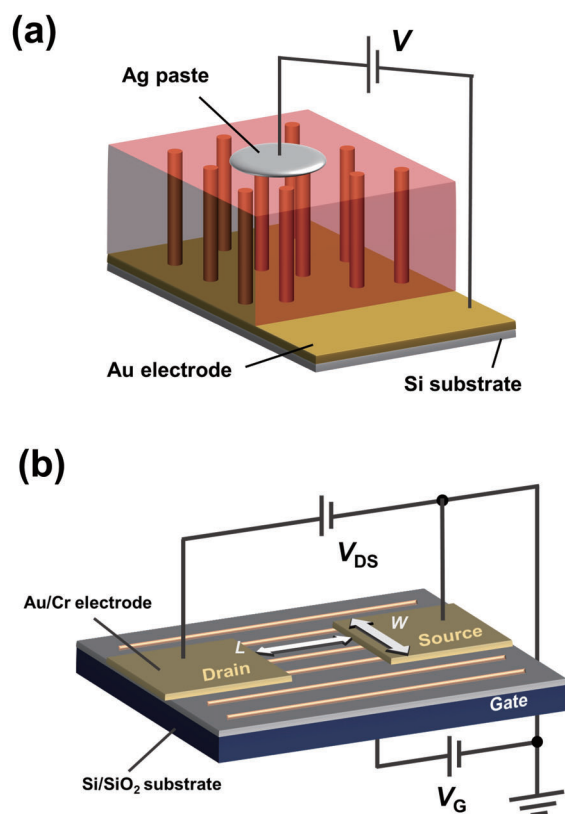 (a)
V
Ag paste
Au electrode
Si substrate
(b)
VDS
Au/Cr electrode
L
W
Source
Drain
Gate
Si/SiO2 substrate
VG